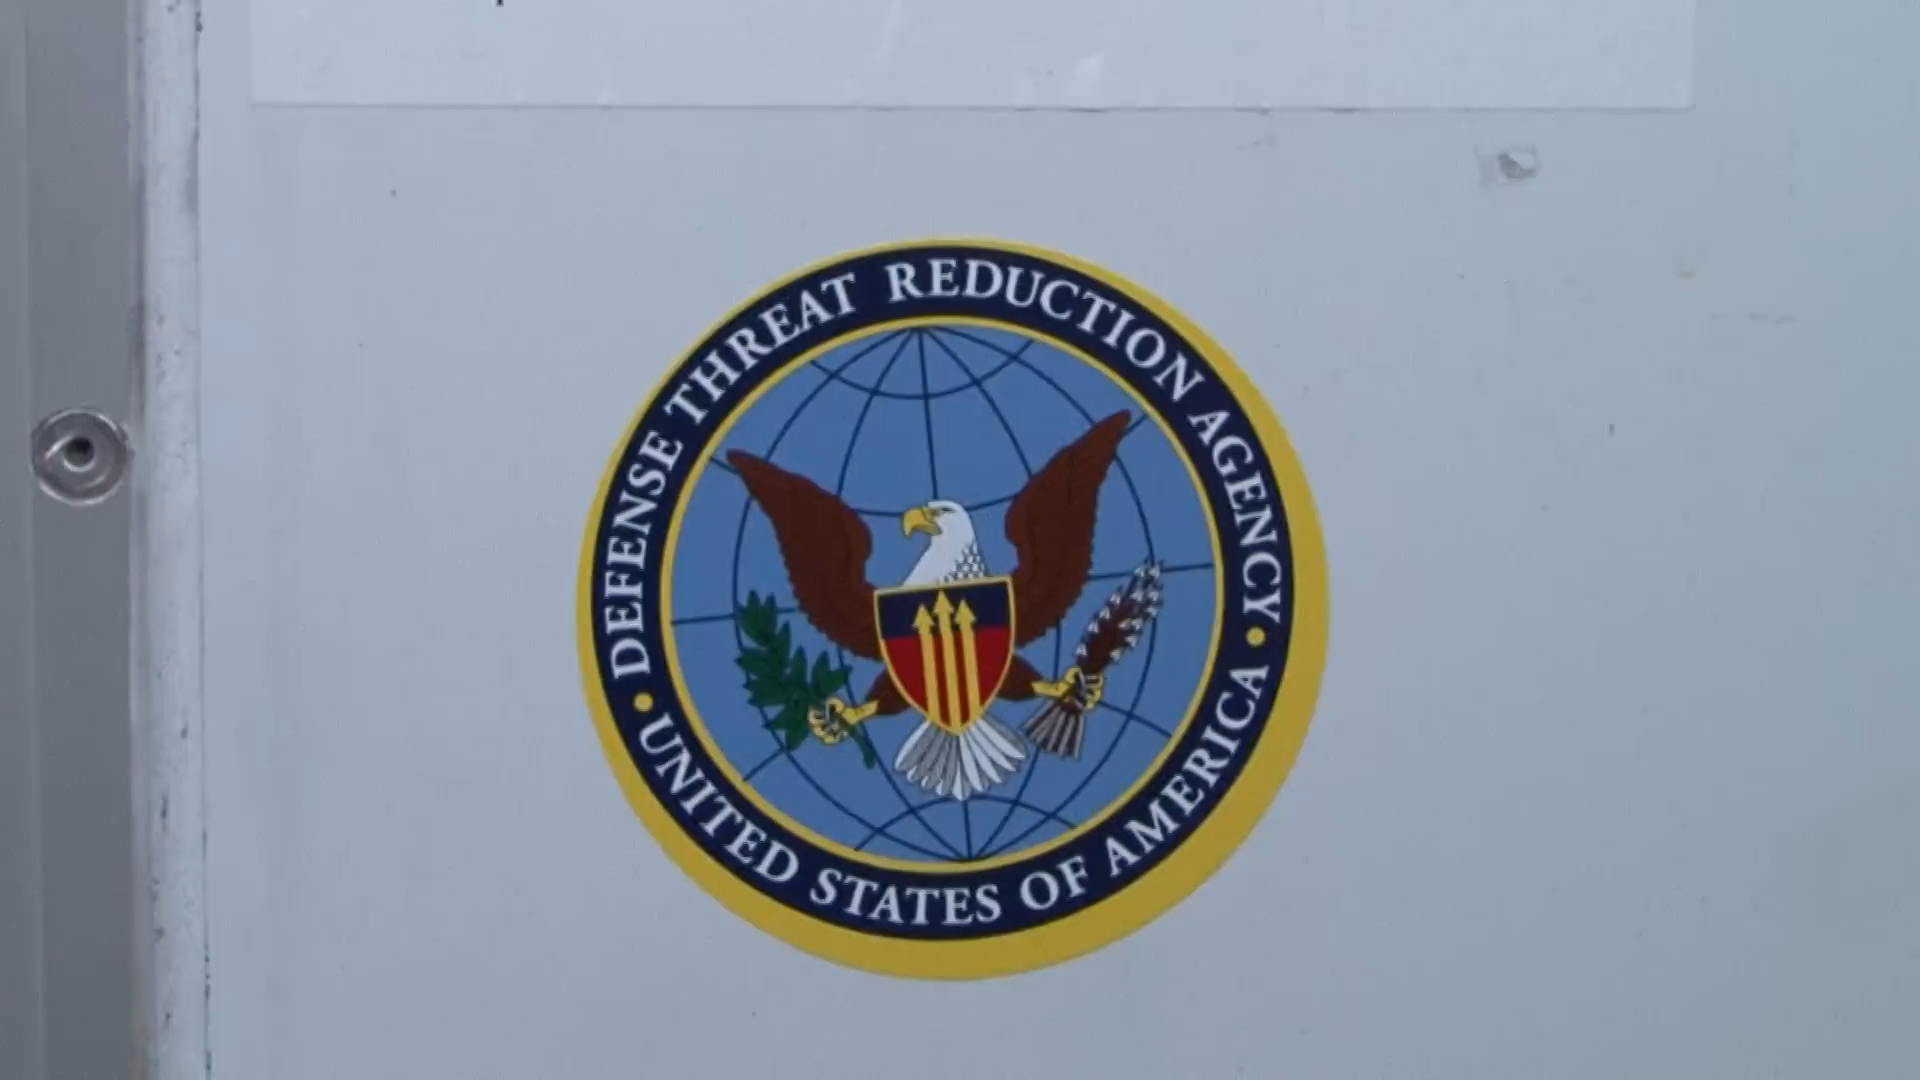 DEFENSE THREAT REDUCTION AGENCY
UNITED STATES OF AMERICA